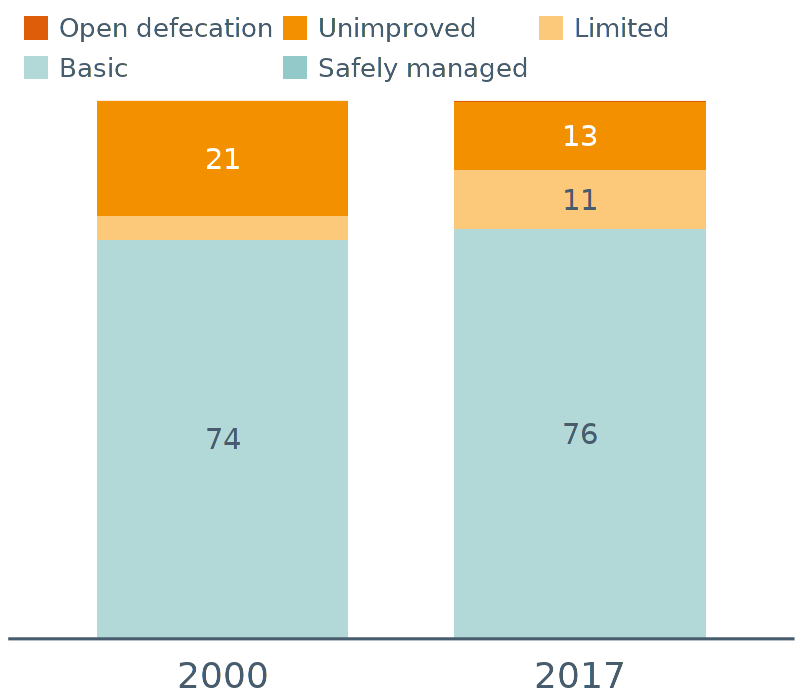 Open defecation Unimproved Limited
Basic Safely managed
21 13
11
74 76
2000 2017